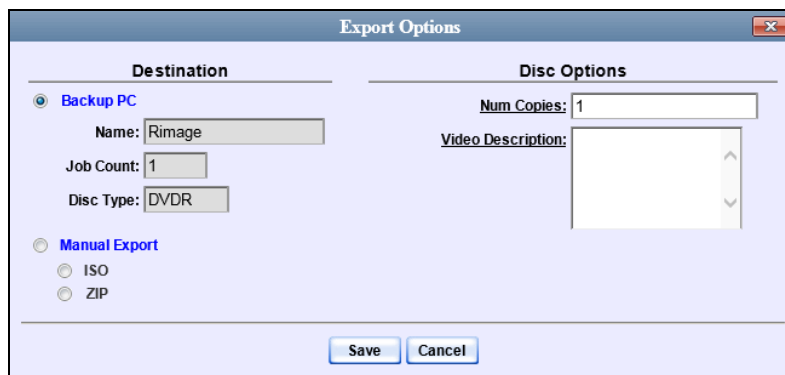 Export Options
Destination
Backup PC
Name: Rimage
Job Count: 1
Disc Type: DVDR
Manual Export
ISO
ZIP
Disc Options
Num Copies: 1
Video Description:
Save Cancel